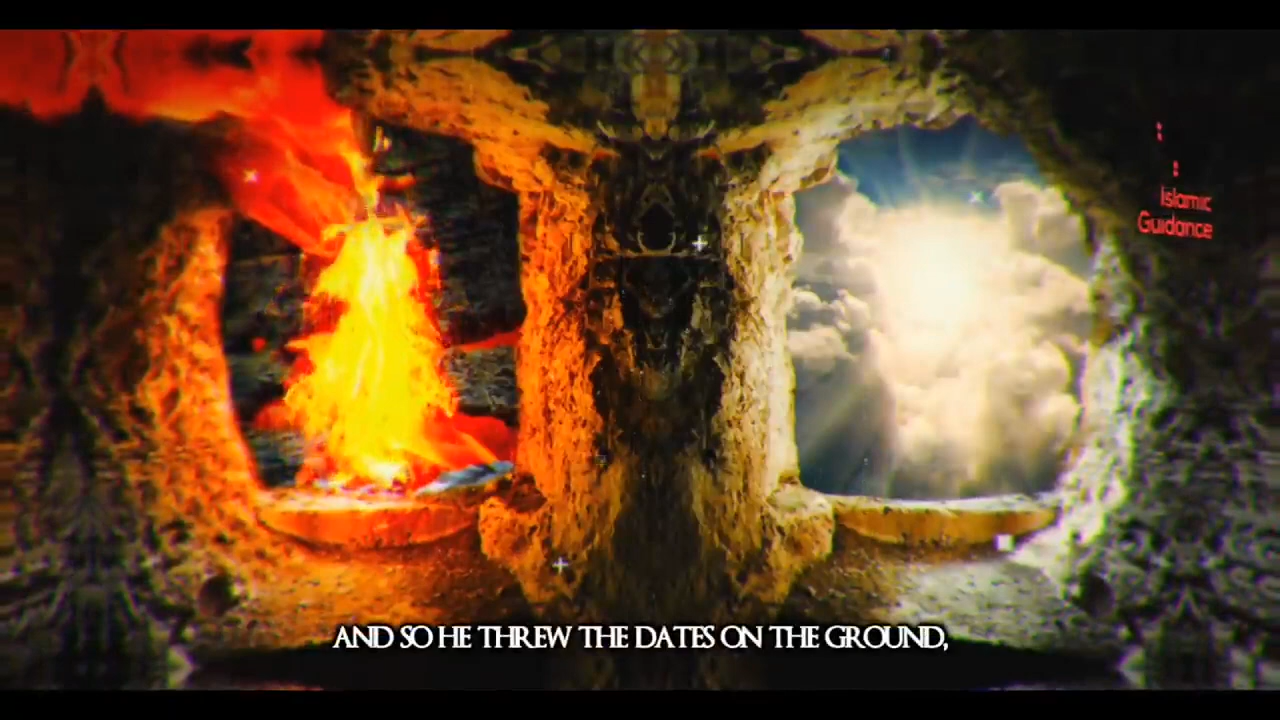 Islamic
Guidance
AND SO HE THREW THE DATES ON THE GROUND,